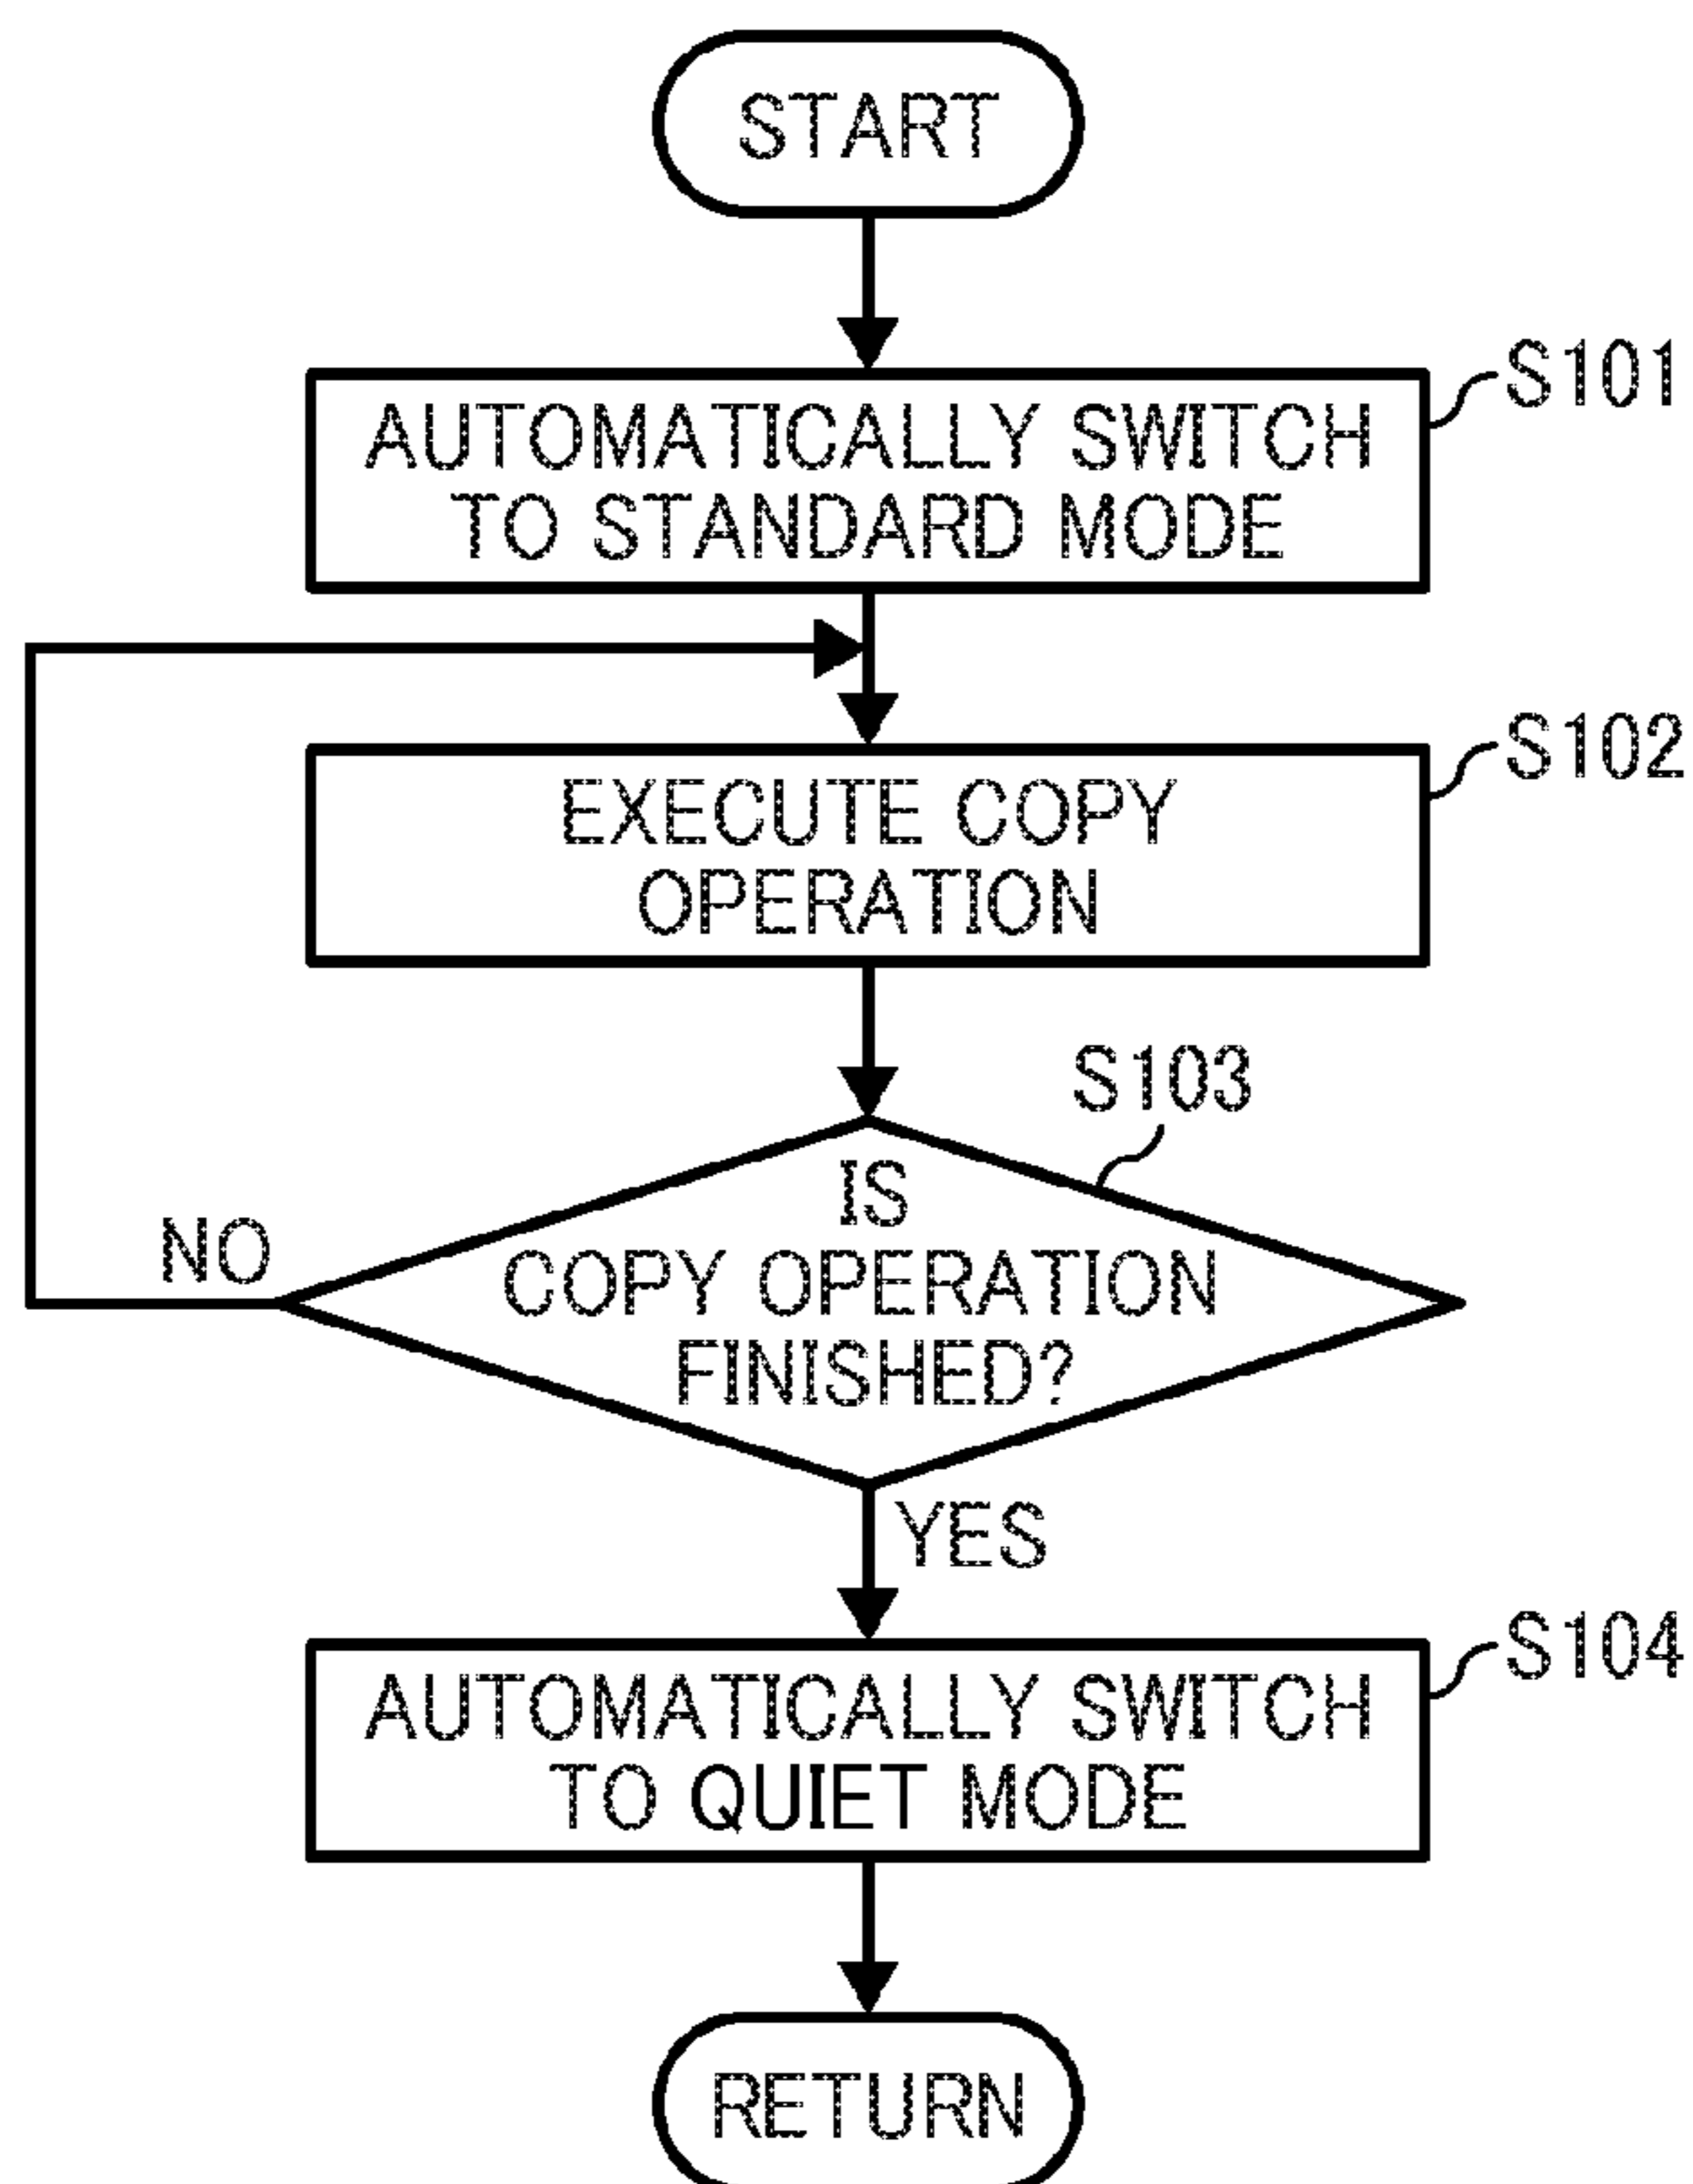 START
S101
AUTOMATICALLY SWITCH
TO STANDARD MODE
S102
EXECUTE COPY
OPERATION
S103
IS
COPY OPERATION
FINISHED?
NO
YES
S104
AUTOMATICALLY SWITCH
TO QUIET MODE
RETURN